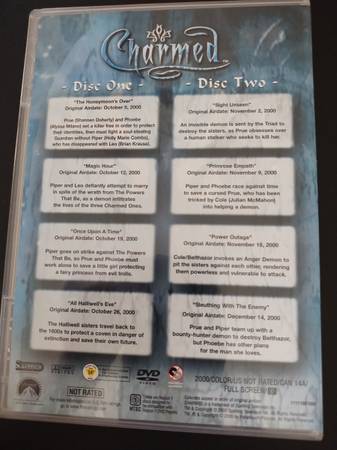 Charmed
- Disc One -
- Disc Two -
"The Honeymoon's Over"
Original Airdate: October 5, 2000
Prue (Shannen Doherty) and Phoebe
(Alyssa Milano) set a killer free in order to protect
their identities, then must fight a soul-stealing
Guardian without Piper (Holly Marie Combs),
who has disappeared with Leo (Brian Krause).
"Magic Hour"
Original Airdate: October 12, 2000
Piper and Leo defiantly attempt to marry
in spite of the wrath from The Powers
That Be, as a demon infiltrates
the lives of the three Charmed Ones.
"Once Upon A Time"
Original Airdate: October 19, 2000
Piper goes on strike against The Powers
That Be, so Prue and Phoebe must
work alone to save a little girl protecting
a fairy princess from evil trolls.
"All Halliwell's Eve"
Original Airdate: October 26, 2000
The Halliwell sisters travel back to
the 1600s to protect a coven in danger of
extinction and save their own future.
"Sight Unseen"
Original Airdate: November 2, 2000
An invisible demon is sent by the Triad to
destroy the sisters, as Prue obsesses over
a human stalker who seeks to kill her.
"Primrose Empath"
Original Airdate: November 9, 2000
Piper and Phoebe race against time
to save a cursed Prue, who has been
tricked by Cole (Julian McMahon)
into helping a demon.
"Power Outage"
Original Airdate: November 16, 2000
Cole/Belthazor invokes an Anger Demon to
pit the sisters against each other, rendering
them powerless and vulnerable to attack.
"Sleuthing With The Enemy"
Original Airdate: December 14, 2000
Prue and Piper team up with a
bounty-hunter demon to destroy Belthazor,
but Phoebe has other plans
for the man she loves.
DVD
VIDEO
2000/COLOR/US NOT RATED/CAN 14A/
FULL SCREEN
NOT RATED
NTSC